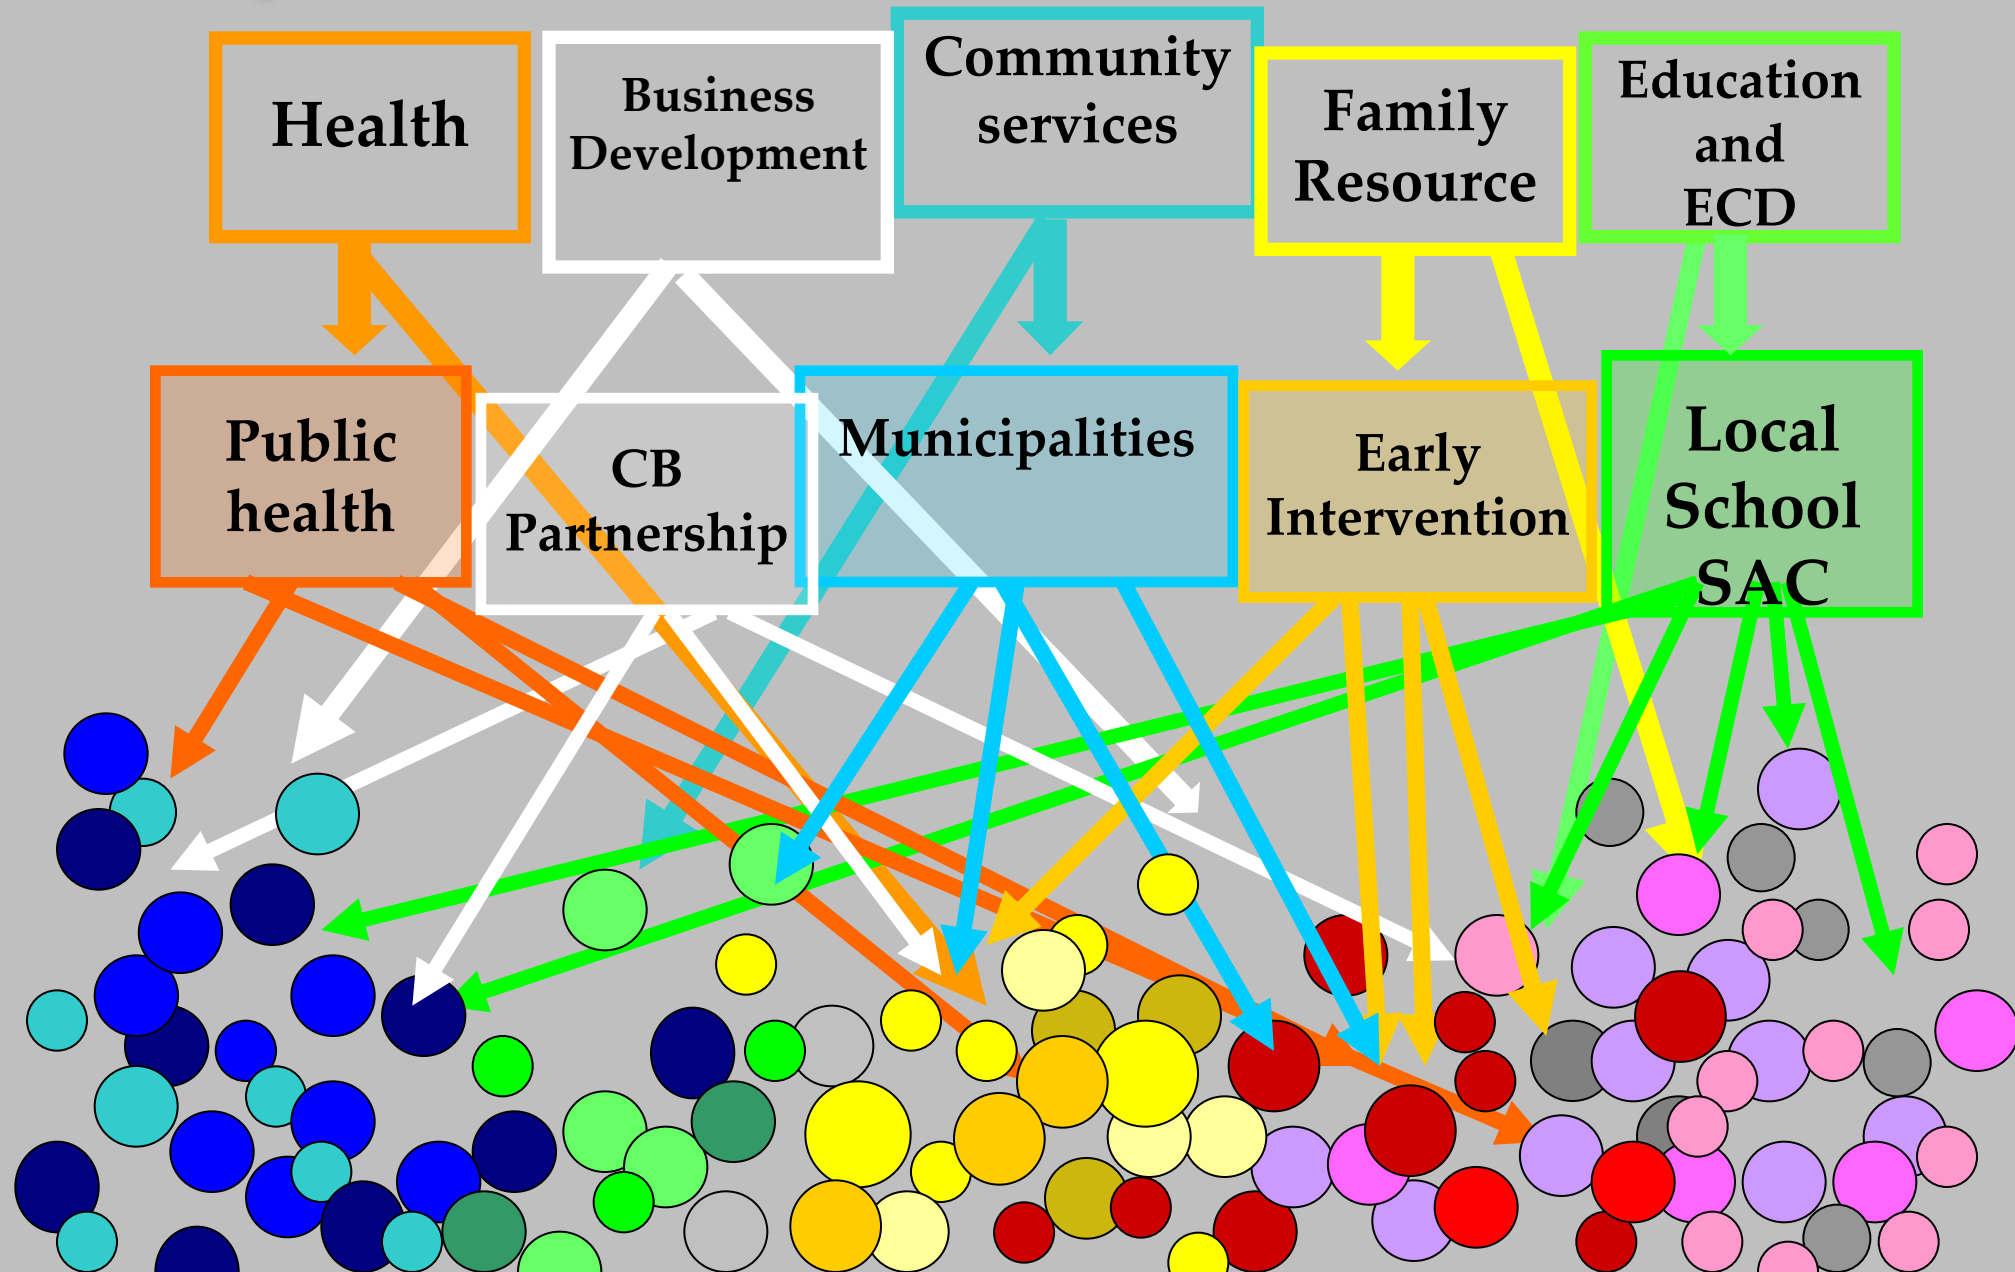 Health
Business
Development
Community
services
Family
Resource
Education
and
ECD
Public
health
CB
Partnership
Municipalities
Early
Intervention
Local
School
SAC